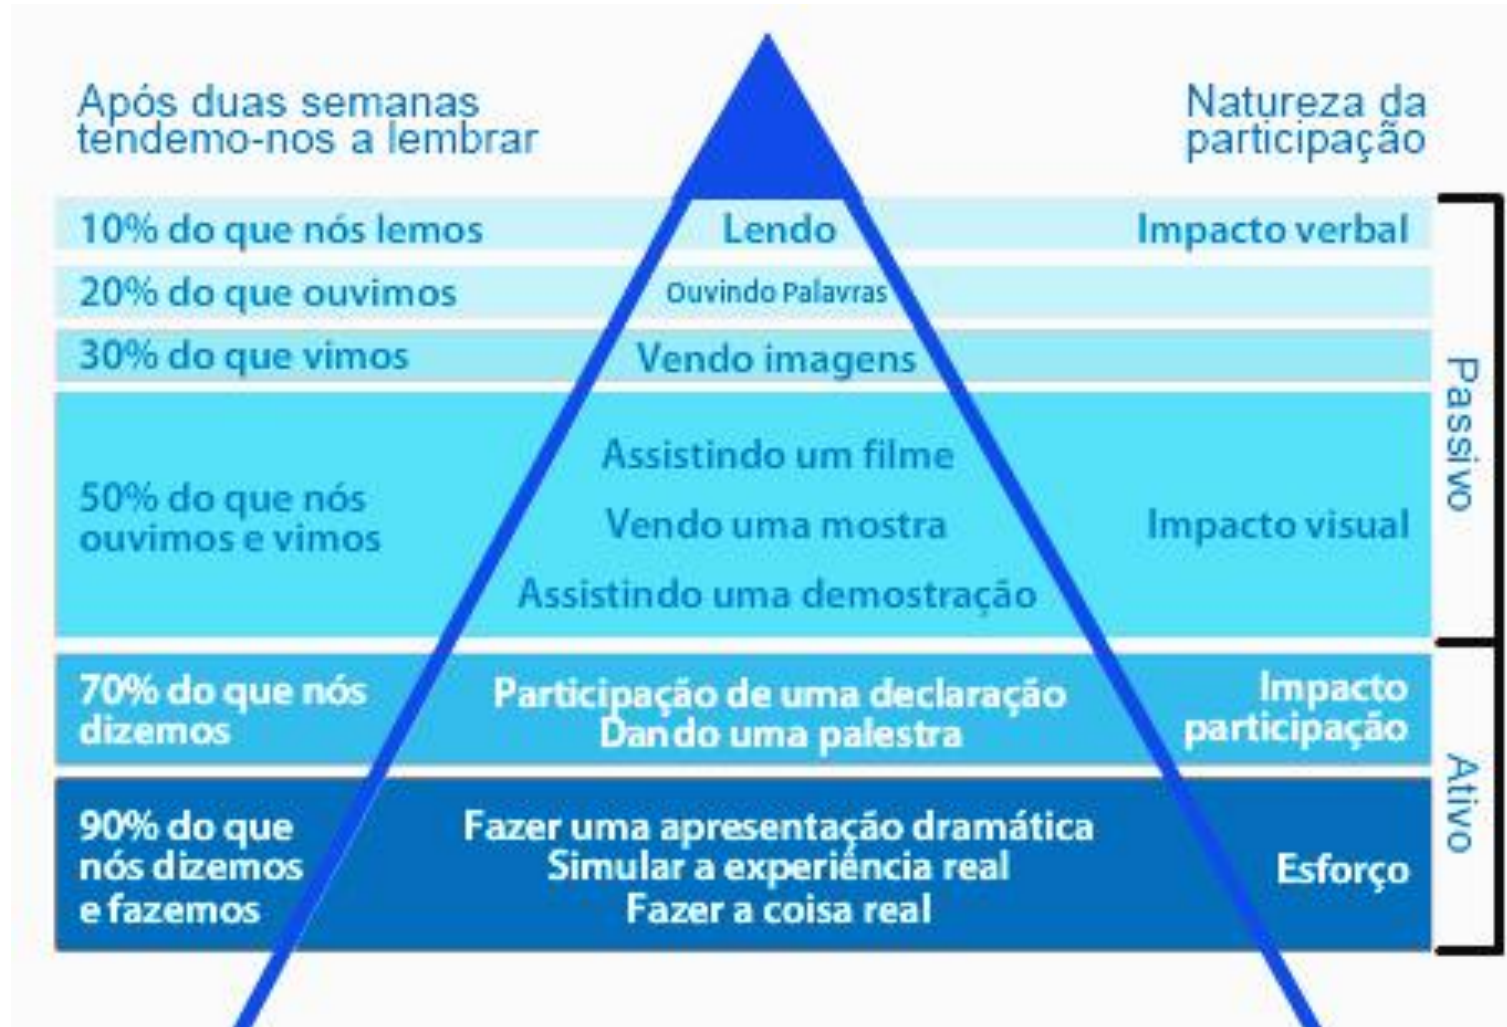 Após duas semanas
tendemo-nos a lembrar
Natureza da
participação
10% do que nós lemos
Lendo
Impacto verbal
20% do que ouvimos
Ouvindo Palavras
30% do que vimos
Vendo imagens
50% do que nós
ouvimos e vimos
Assistindo um filme
Vendo uma mostra
Assistindo uma demostração
Impacto visual
Passivo
70% do que nós
dizemos
Participação de uma declaração
Dando uma palestra
Impacto
participação
90% do que
nós dizemos
e fazemos
Fazer uma apresentação dramática
Simular a experiência real
Fazer a coisa real
Esforço
Ativo